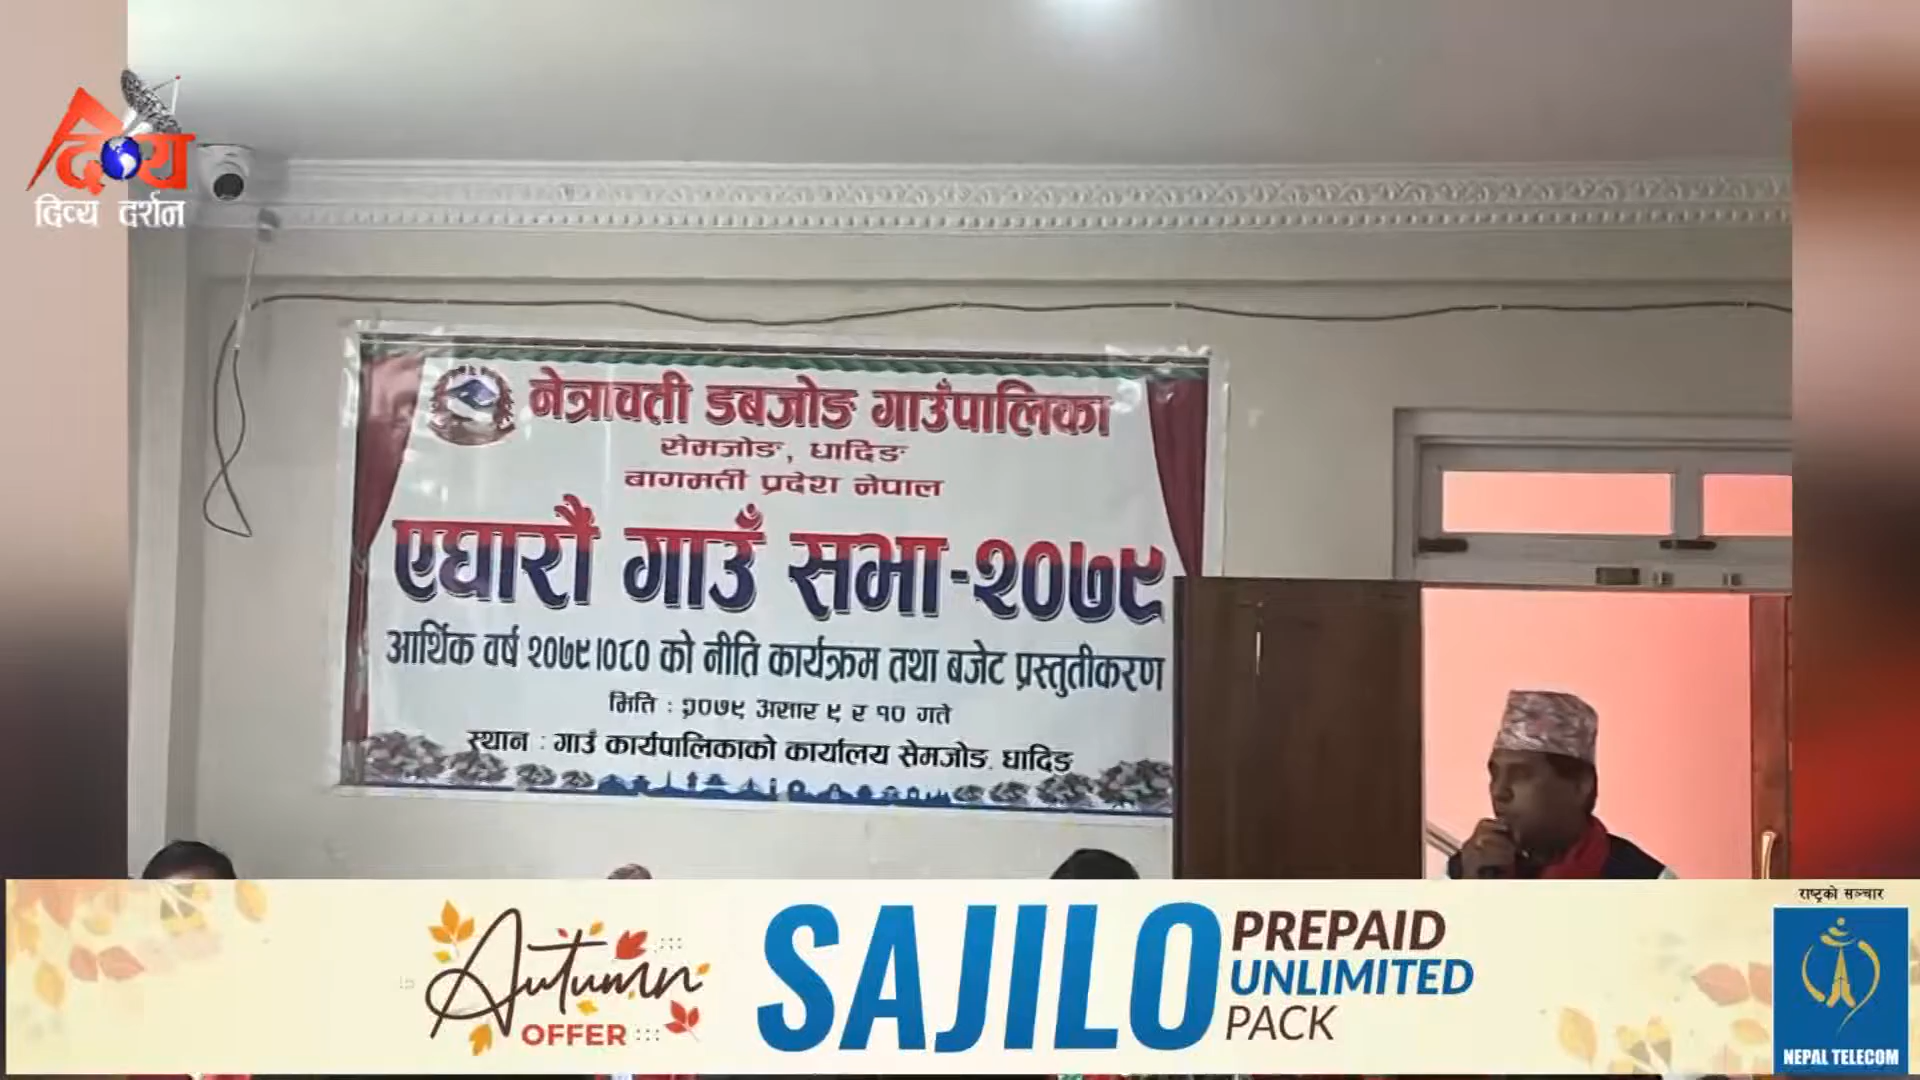 दिव्य
दिव्य दर्शन
नेत्रावती डबजोङ गाउँपालिका
सेमजोङ, धादिङ
बागमती प्रदेश नेपाल
एघारौं गाउँ सभा-२०७९
आर्थिक वर्ष २०७९।०८० को नीति कार्यक्रम तथा बजेट प्रस्तुतीकरण
मिति : २०७९ असार ९ र १० गते
स्थान : गाउँ कार्यपालिकाको कार्यालय सेमजोङ, धादिङ
Autumn
OFFER
SAJILO
PREPAID
UNLIMITED
PACK
राष्ट्रको सञ्चार
NEPAL TELECOM